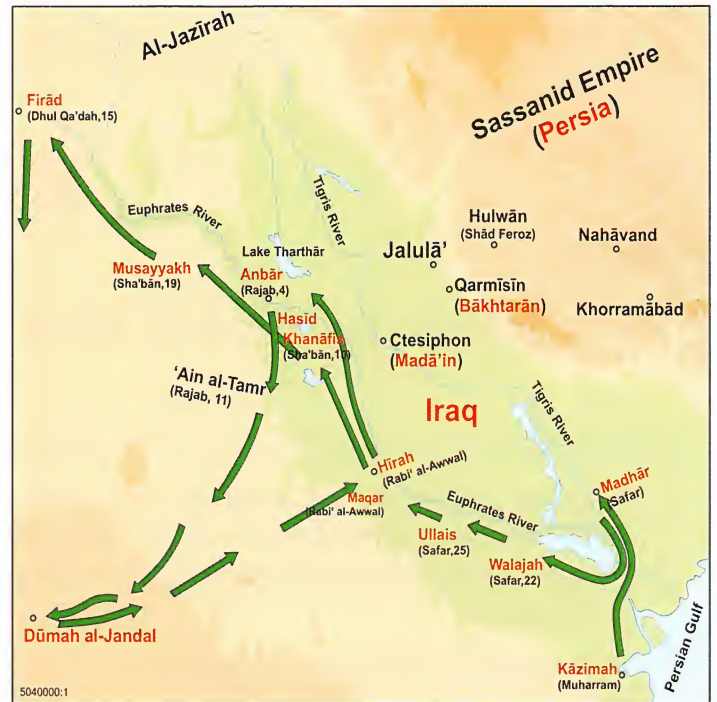 Al-Jazīrah
Sassanid Empire
(Persia)
Firād
(Dhul Qa'dah,15)
Euphrates River
Tigris River
Hulwān
(Shād Feroz)
Nahāvand
Lake Tharthār
Jalulā’
Musayyakh
(Sha'bān,19)
Anbār
(Rajab,4)
Qarmīsīn
(Bākhtarān)
Khorramābād
Hasīd
Khanāfis
(Sha'bān,10)
Ctesiphon
(Madā’in)
‘Ain al-Tamr
(Rajab, 11)
Iraq
Tigris River
Hīrah
(Rabi‘ al-Awwal)
Madhār
(Safar)
Maqar
(Rabi‘ al-Awwal)
Euphrates River
Ullais
(Safar,25)
Walajah
(Safar,22)
Dūmah al-Jandal
Kāzimah
(Muharram)
Persian Gulf
5040000:1